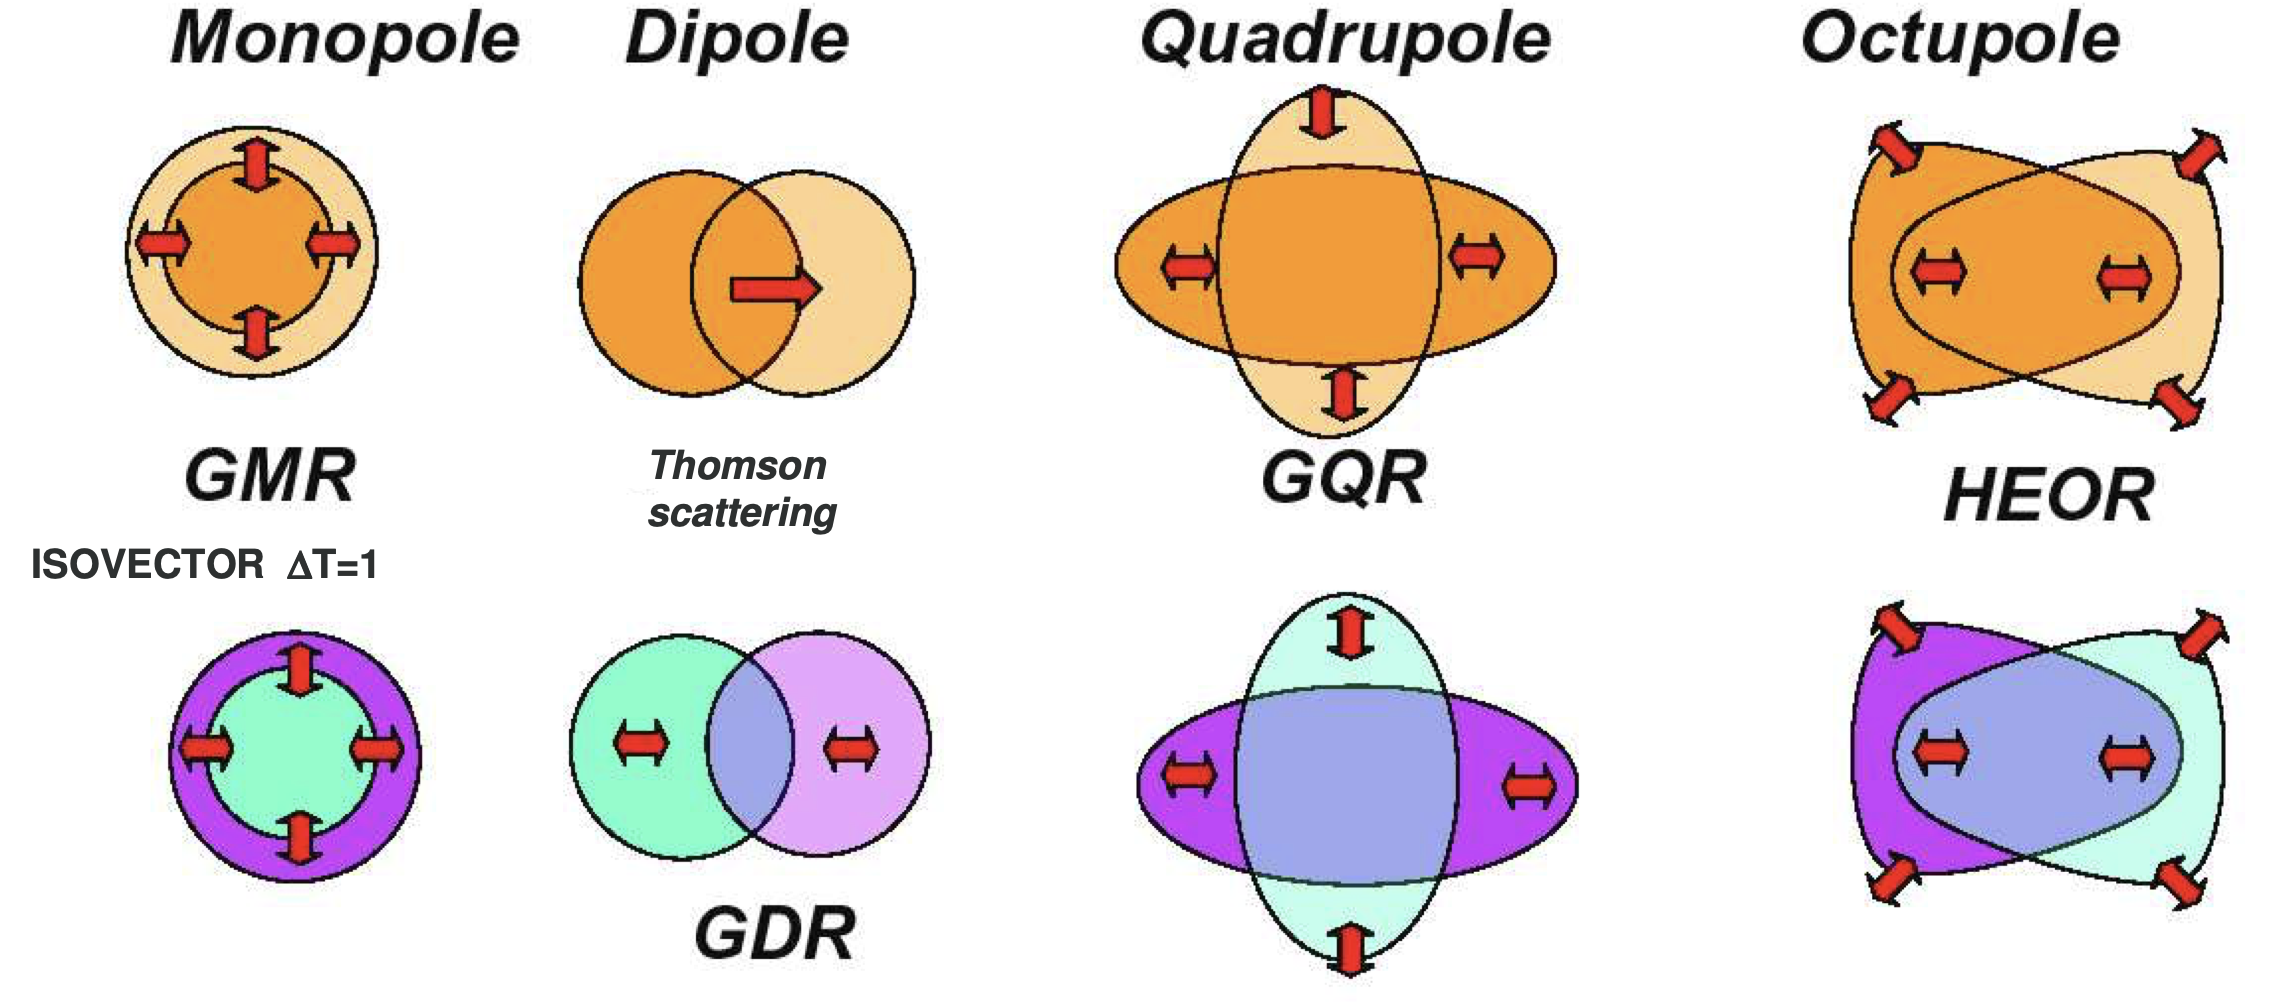 Monopole Dipole Quadrupole Octupole
GMR
Thomson
scattering
GQR
HEOR
ISOVECTOR ΔT=1
GDR